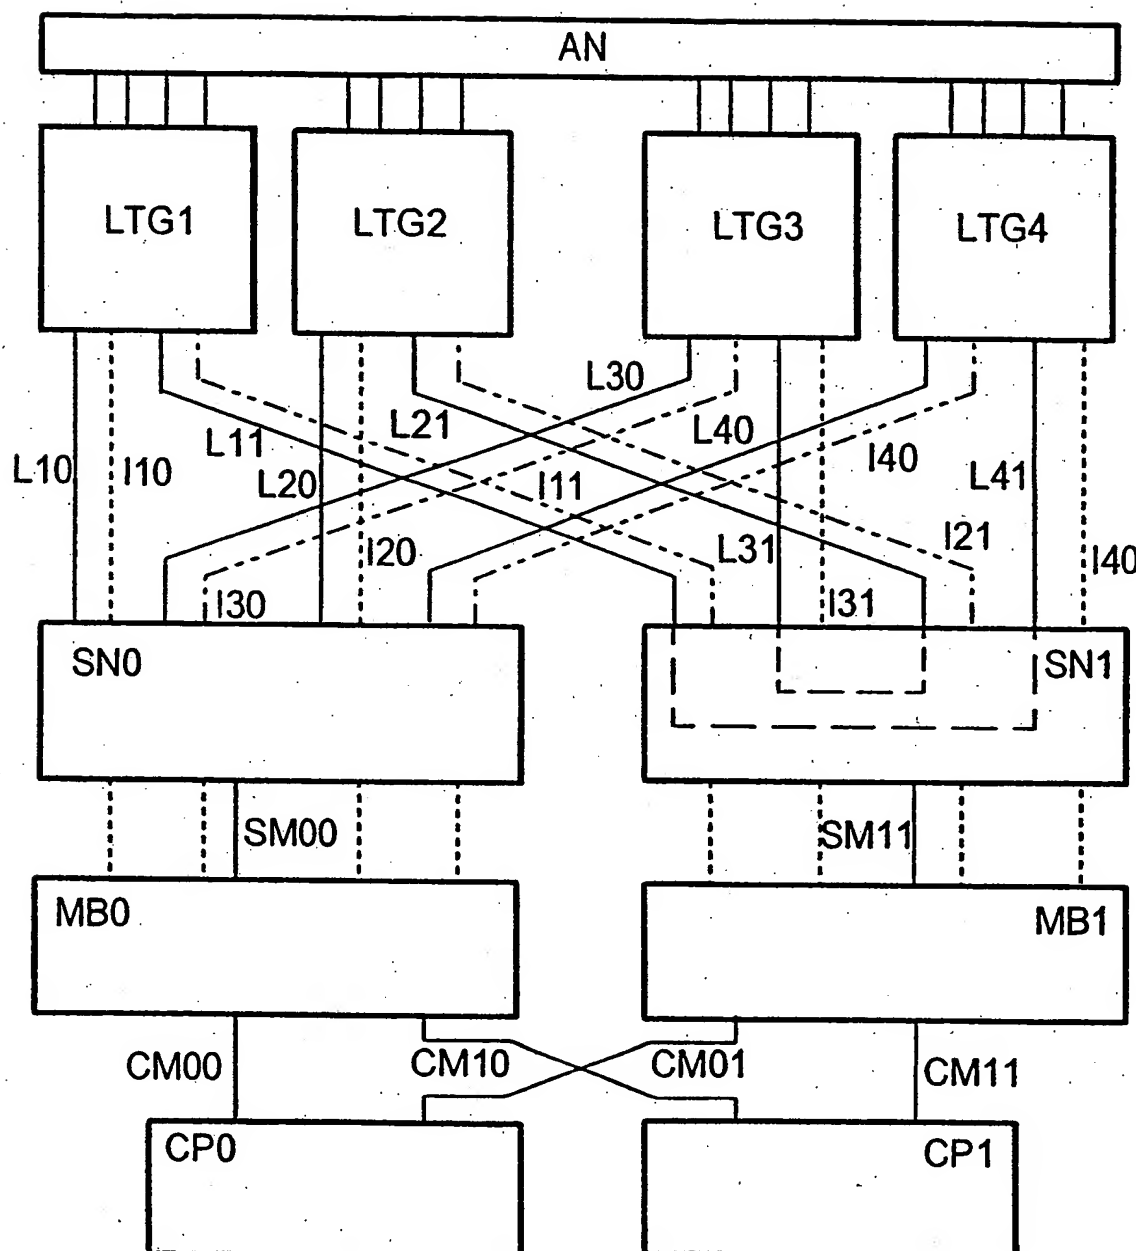 AN
LTG1 LTG2 LTG3 LTG4
L30
L21 L40
L11
L10 I10 L20 I11 I40 L41
I20 L31 I21 I40
I30 I31
SN0 SN1
SM00 SM11
MB0 MB1
CM00 CM10 CM01 CM11
CP0 CP1